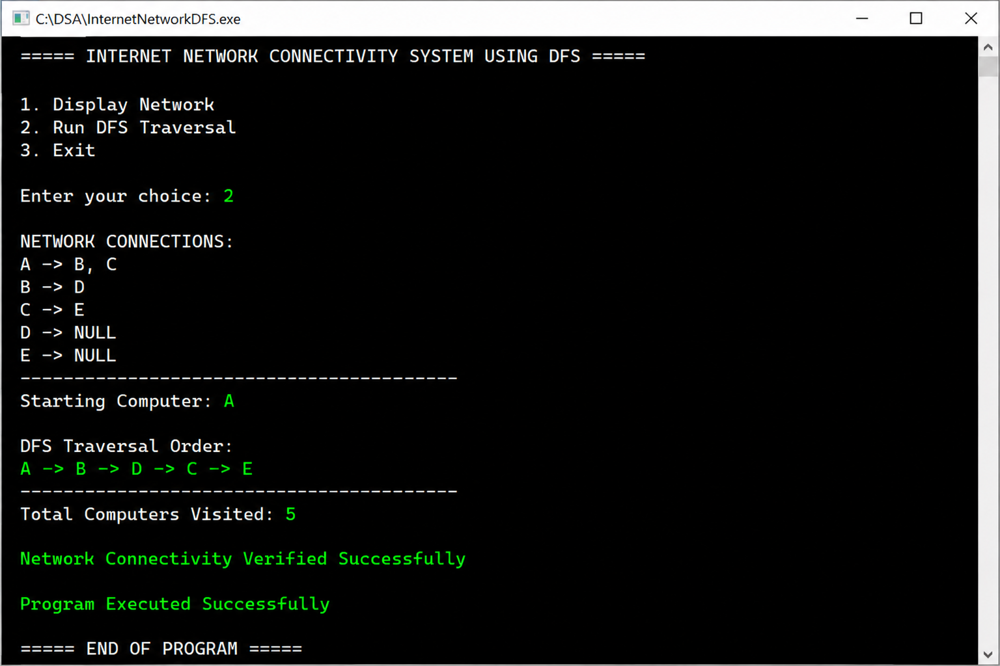 C:\DSA\InternetNetworkDFS.exe
===== INTERNET NETWORK CONNECTIVITY SYSTEM USING DFS =====
1. Display Network
2. Run DFS Traversal
3. Exit
Enter your choice: 2
NETWORK CONNECTIONS:
A -> B, C
B -> D
C -> E
D -> NULL
E -> NULL
-----------------------------------------
Starting Computer: A
DFS Traversal Order:
A -> B -> D -> C -> E
-----------------------------------------
Total Computers Visited: 5
Network Connectivity Verified Successfully
Program Executed Successfully
===== END OF PROGRAM =====